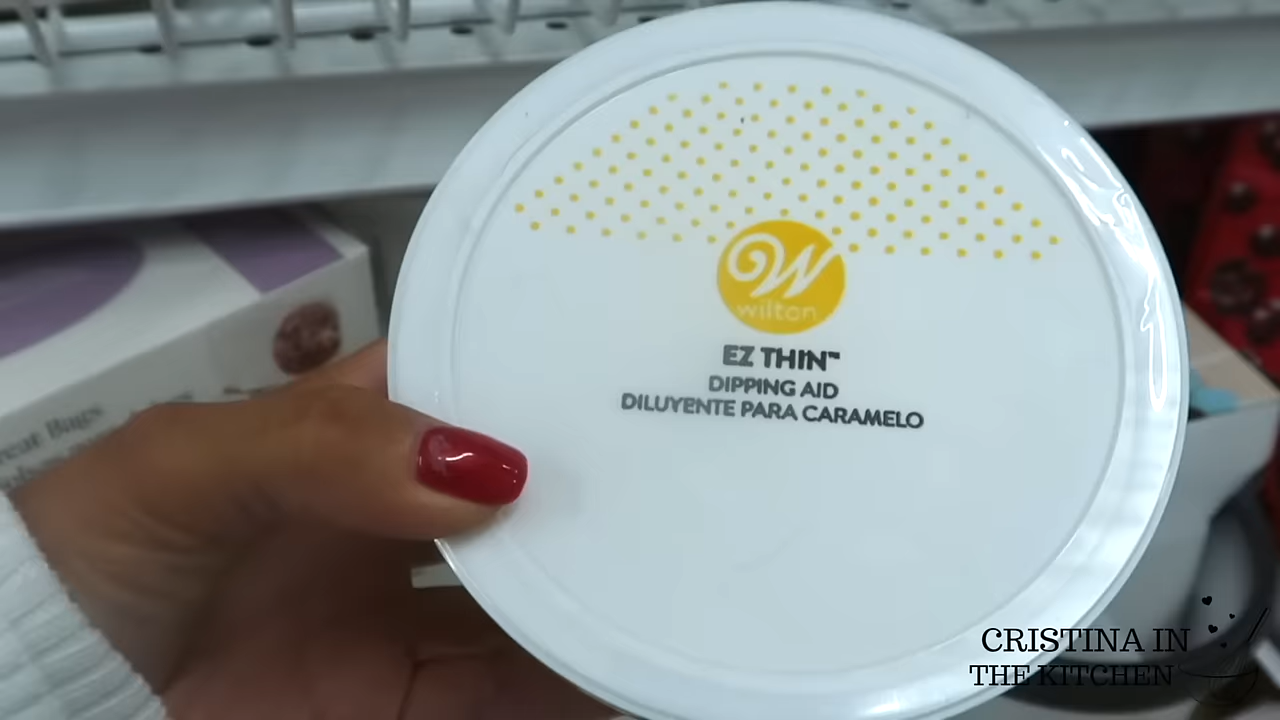 W
wilton
EZ THIN™
DIPPING AID
DILUYENTE PARA CARAMELO
CRISTINA IN
THE KITCHEN